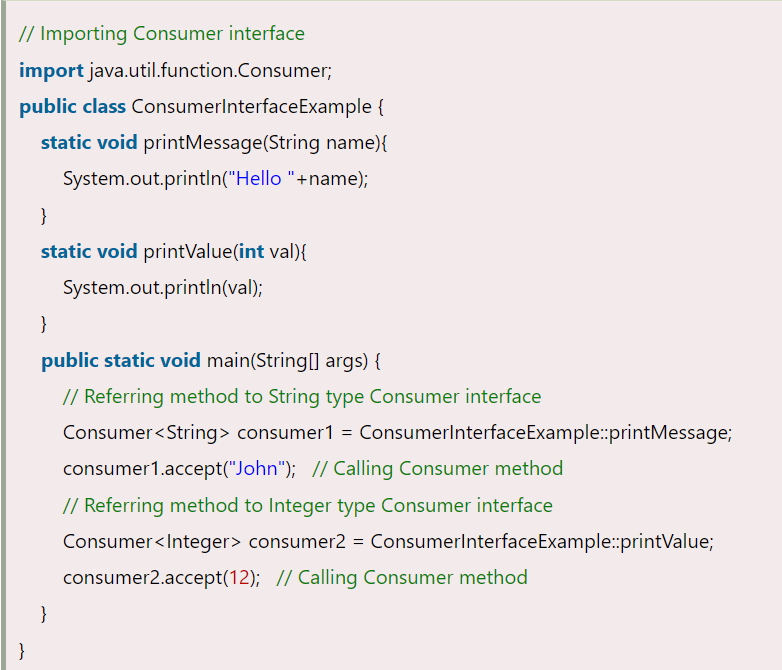 // Importing Consumer interface
import java.util.function.Consumer;
public class ConsumerInterfaceExample {
static void printMessage(String name){
System.out.println("Hello "+name);
}
static void printValue(int val){
System.out.println(val);
}
public static void main(String[] args) {
// Referring method to String type Consumer interface
Consumer<String> consumer1 = ConsumerInterfaceExample::printMessage;
consumer1.accept("John");   // Calling Consumer method
// Referring method to Integer type Consumer interface
Consumer<Integer> consumer2 = ConsumerInterfaceExample::printValue;
consumer2.accept(12);   // Calling Consumer method
}
}